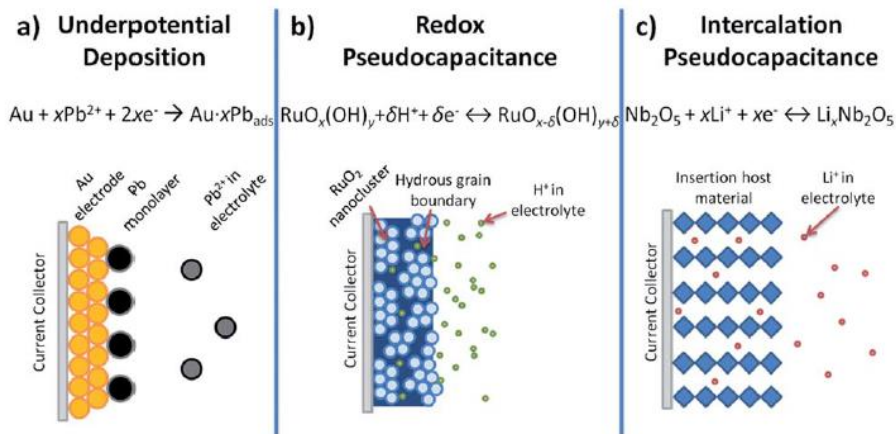 a) Underpotential
Deposition
Au + xPb²⁺ + 2xe⁻ → Au·xPb_ads
Au
electrode
Pb
monolayer
Pb²⁺ in
electrolyte
Current Collector
b) Redox
Pseudocapacitance
RuOₓ(OH)ᵧ+δH⁺+ δe⁻ ↔ RuOₓ₋δ(OH)ᵧ₊δ
RuO₂
nanocluster
Hydrous grain
boundary
H⁺ in
electrolyte
Current Collector
c) Intercalation
Pseudocapacitance
Nb₂O₅ + xLi⁺ + xe⁻ ↔ LiₓNb₂O₅
Insertion host
material
Li⁺ in
electrolyte
Current Collector